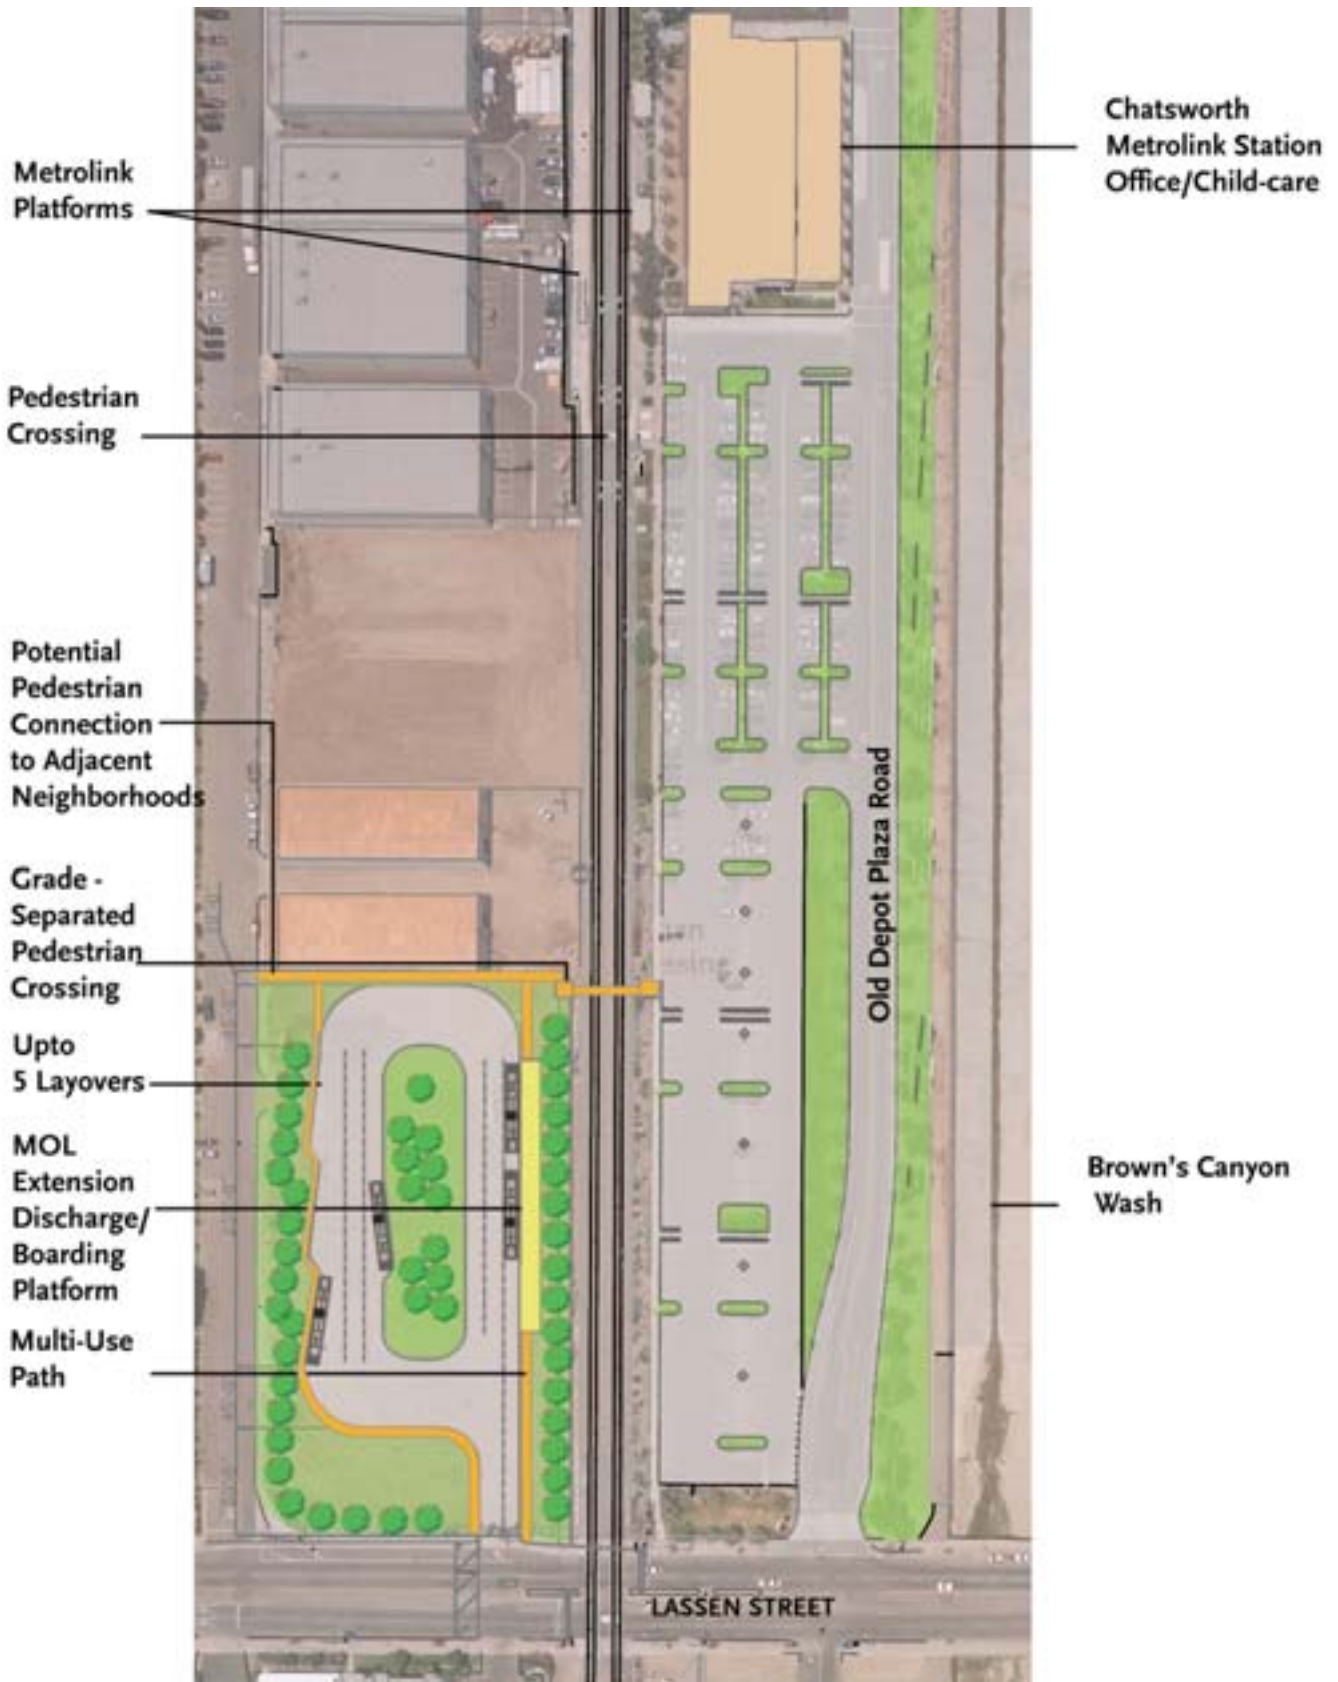 Chatsworth
Metrolink Station
Office/Child-care
Metrolink
Platforms
Pedestrian
Crossing
Potential
Pedestrian
Connection
to Adjacent
Neighborhoods
Grade -
Separated
Pedestrian
Crossing
Upto
5 Layovers
MOL
Extension
Discharge/
Boarding
Platform
Multi-Use
Path
Old Depot Plaza Road
Brown's Canyon
Wash
LASSEN STREET